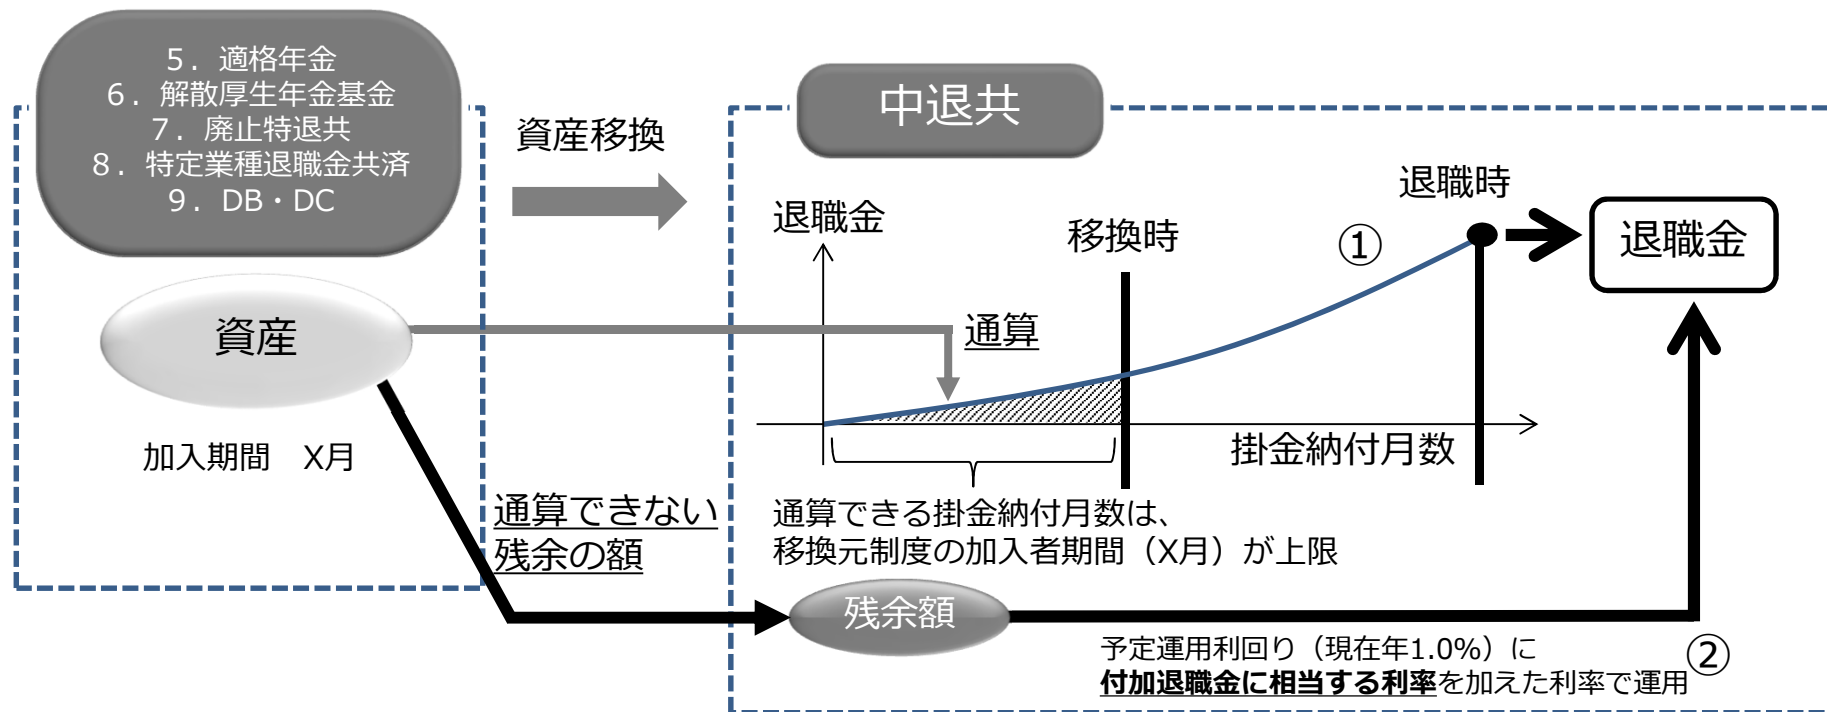 5．適格年金
6．解散厚生年金基金
7．廃止特退共
8．特定業種退職金共済
9．DB・DC
資産
加入期間　X月
資産移換
通算できない
残余の額
中退共
退職金
移換時
①
退職時
退職金
通算
掛金納付月数
通算できる掛金納付月数は、
移換元制度の加入者期間（X月）が上限
残余額
予定運用利回り（現在年1.0%）に
付加退職金に相当する利率を加えた利率で運用
②